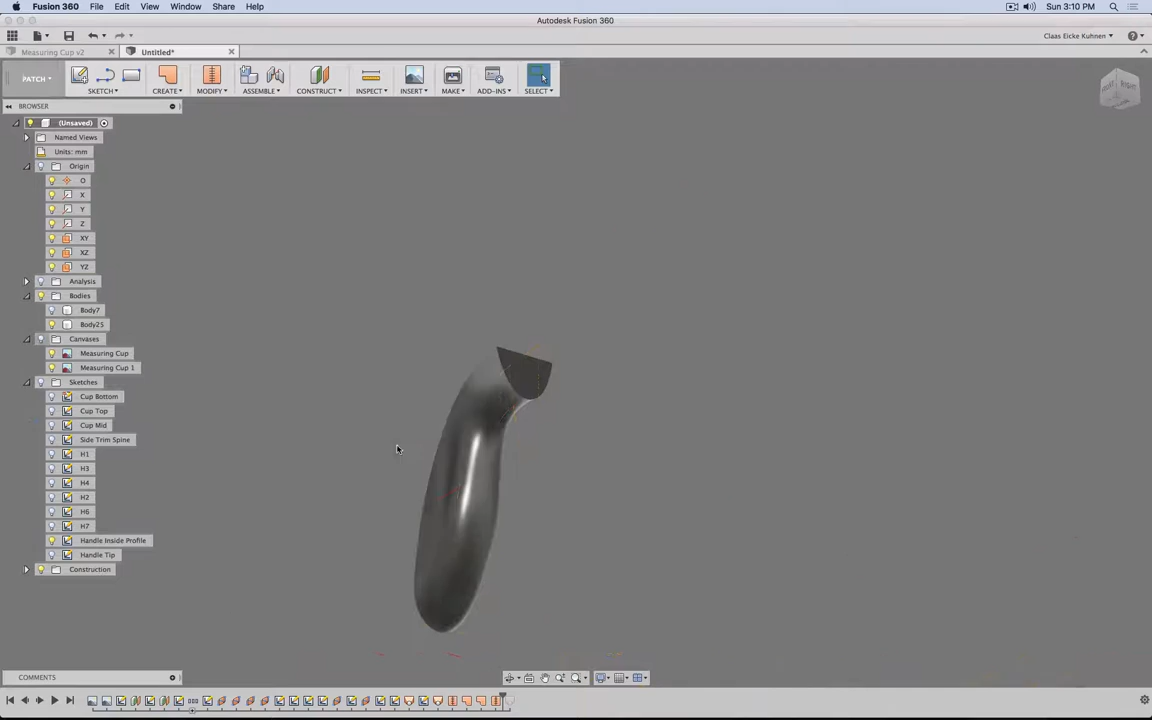 Fusion 360 File Edit View Window Share Help Sun 3:10 PM
Autodesk Fusion 360
Claas Eicke Kuhnen
Measuring Cup v2 Untitled*
PATCH SKETCH CREATE MODIFY ASSEMBLE CONSTRUCT INSPECT INSERT MAKE ADD-INS SELECT
RIGHT
BROWSER
(Unsaved)
Named Views
Units: mm
Origin
O
X
Y
Z
XY
XZ
YZ
Analysis
Bodies
Body7
Body25
Canvases
Measuring Cup
Measuring Cup 1
Sketches
Cup Bottom
Cup Top
Cup Mid
Side Trim Spine
H1
H3
H4
H2
H6
H7
Handle Inside Profile
Handle Tip
Construction
COMMENTS